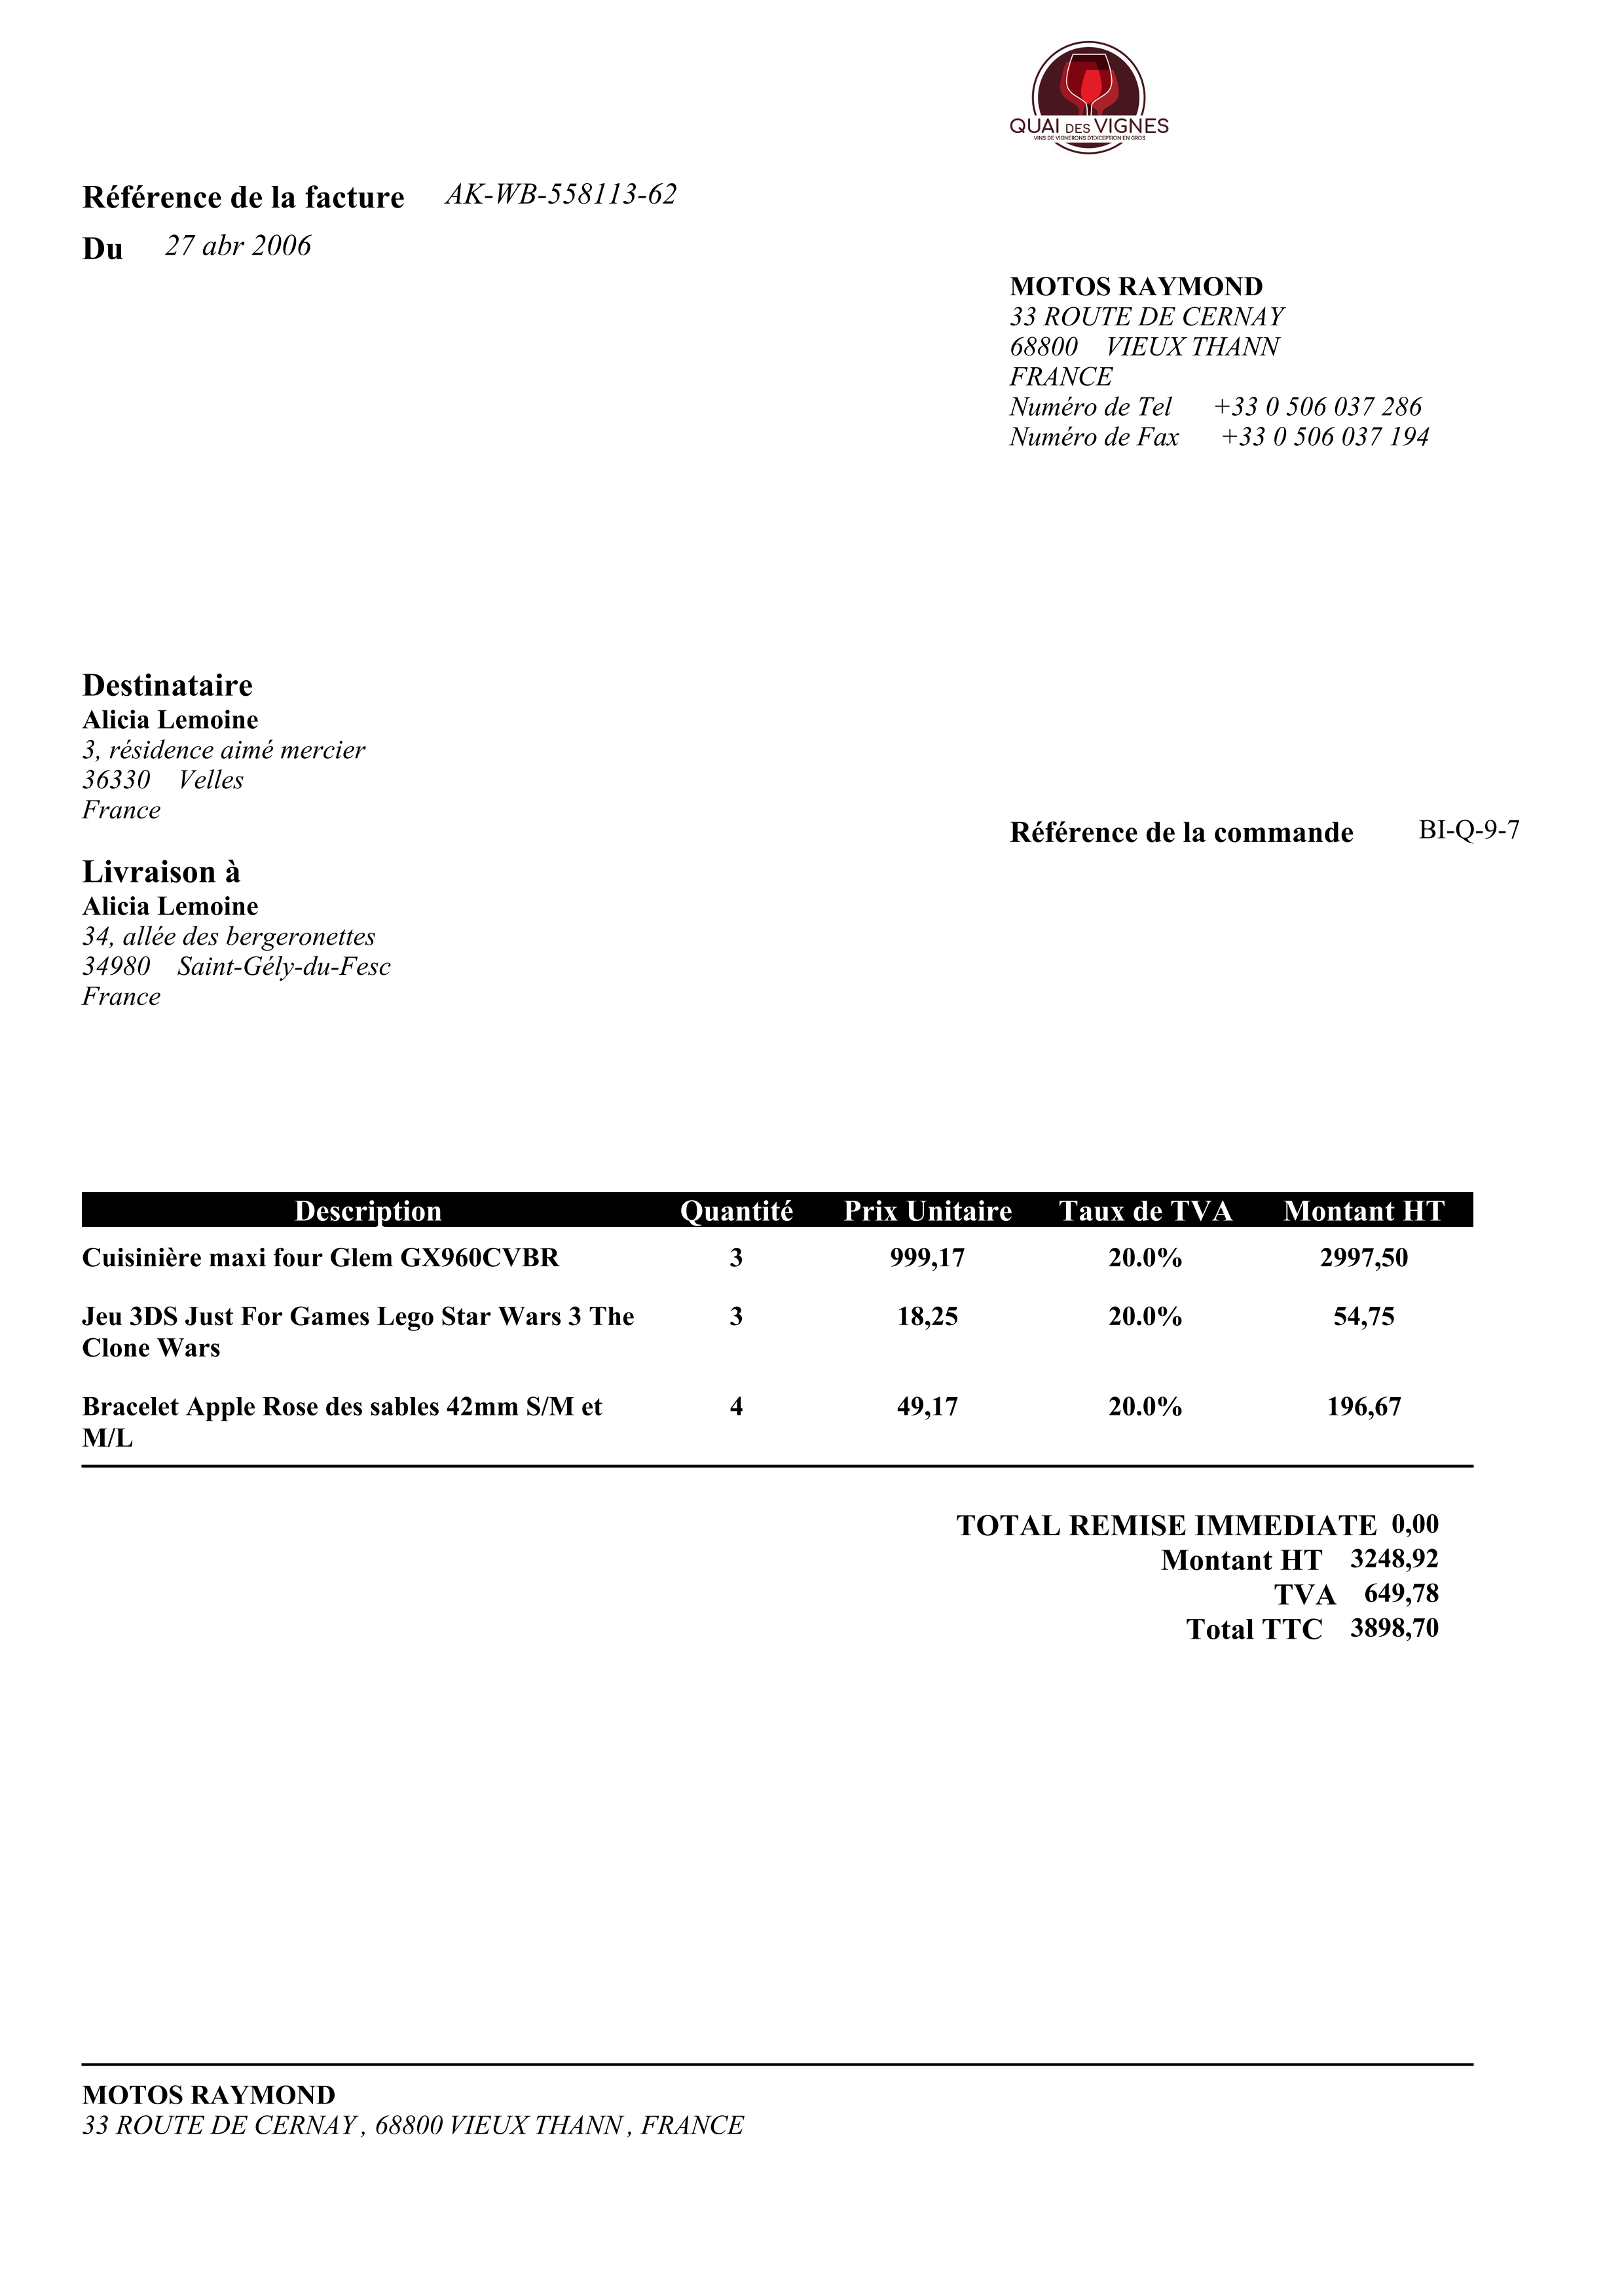 QUAI DES VIGNES
VINS DE VIGNERONS D'EXCEPTION EN GROS
Référence de la facture AK-WB-558113-62
Du 27 abr 2006
MOTOS RAYMOND
33 ROUTE DE CERNAY
68800 VIEUX THANN
FRANCE
Numéro de Tel +33 0 506 037 286
Numéro de Fax +33 0 506 037 194
Destinataire
Alicia Lemoine
3, résidence aimé mercier
36330 Velles
France
Référence de la commande BI-Q-9-7
Livraison à
Alicia Lemoine
34, allée des bergeronettes
34980 Saint-Gély-du-Fesc
France
Description Quantité Prix Unitaire Taux de TVA Montant HT
Cuisinière maxi four Glem GX960CVBR 3 999,17 20.0% 2997,50
Jeu 3DS Just For Games Lego Star Wars 3 The 3 18,25 20.0% 54,75
Clone Wars
Bracelet Apple Rose des sables 42mm S/M et 4 49,17 20.0% 196,67
M/L
TOTAL REMISE IMMEDIATE 0,00
Montant HT 3248,92
TVA 649,78
Total TTC 3898,70
MOTOS RAYMOND
33 ROUTE DE CERNAY , 68800 VIEUX THANN , FRANCE